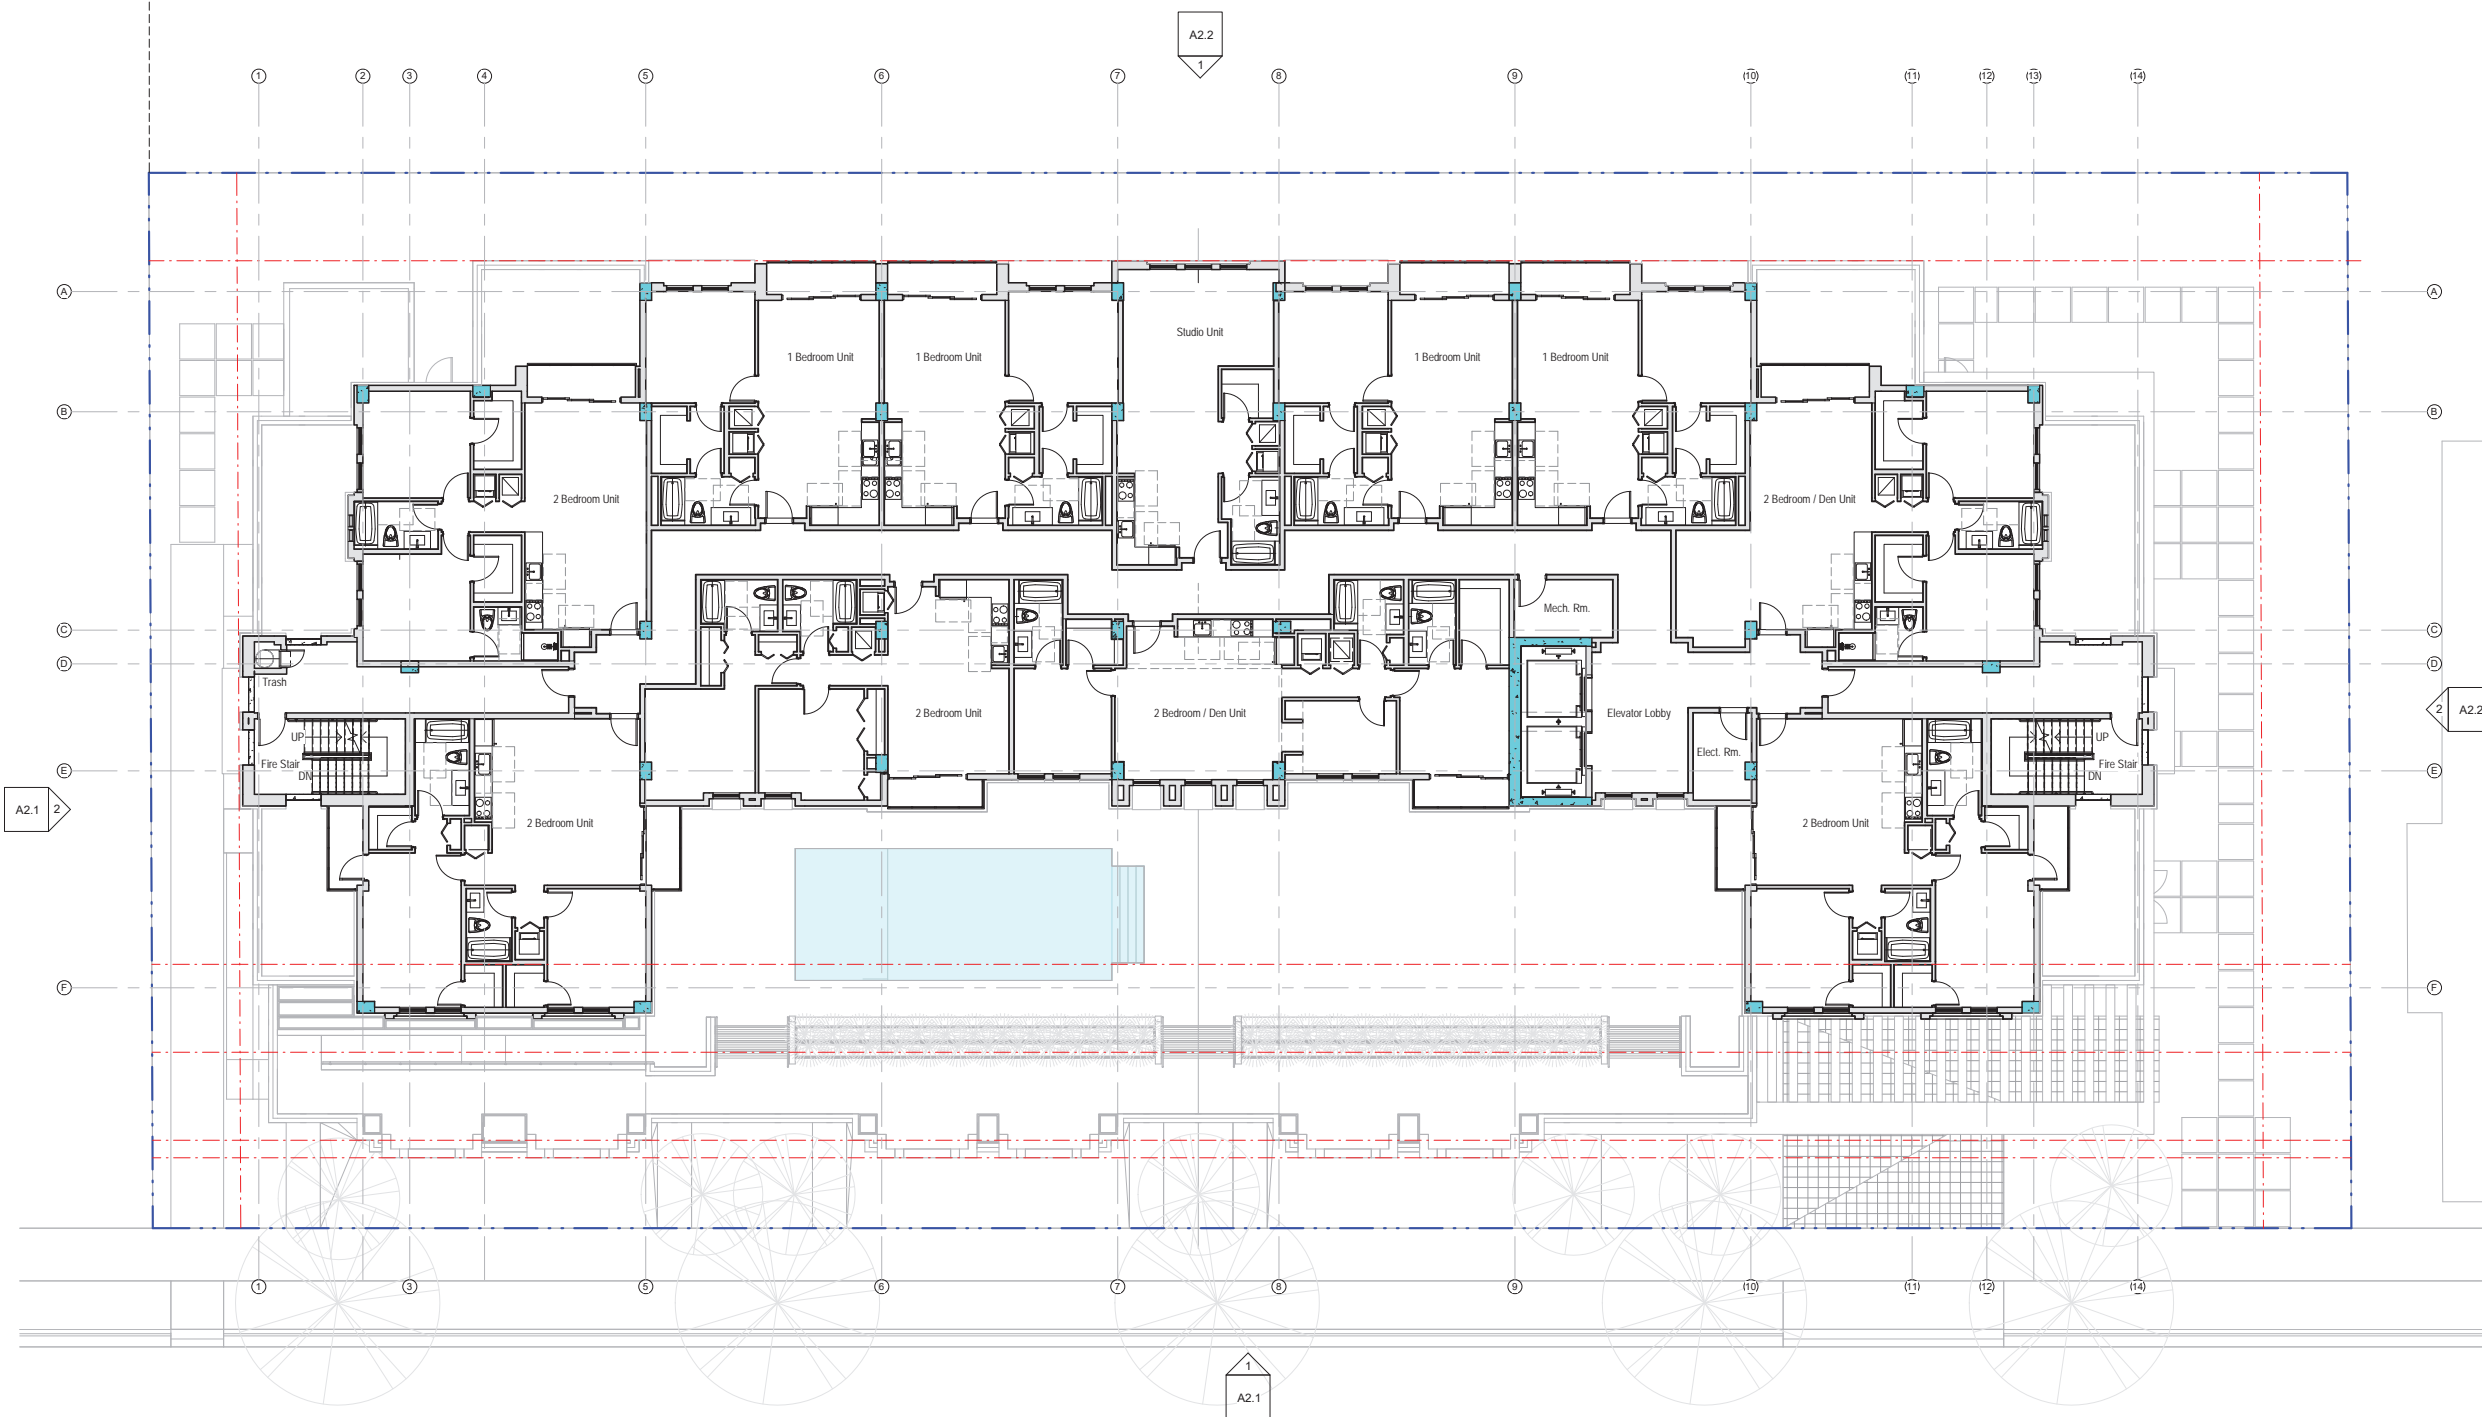 A2.2
1
1
2
3
4
5
6
7
8
9
(10)
(11)
(12)
(13)
(14)
A
A
Studio Unit
1 Bedroom Unit
1 Bedroom Unit
1 Bedroom Unit
1 Bedroom Unit
B
B
2 Bedroom Unit
2 Bedroom / Den Unit
Mech. Rm.
C
C
D
D
Trash
2 Bedroom Unit
2 Bedroom / Den Unit
Elevator Lobby
2
A2.2
UP
UP
Elect. Rm.
Fire Stair
Fire Stair
DN
DN
E
E
A2.1
2
2 Bedroom Unit
2 Bedroom Unit
F
F
1
3
5
6
7
8
9
(10)
(11)
(12)
(14)
1
A2.1